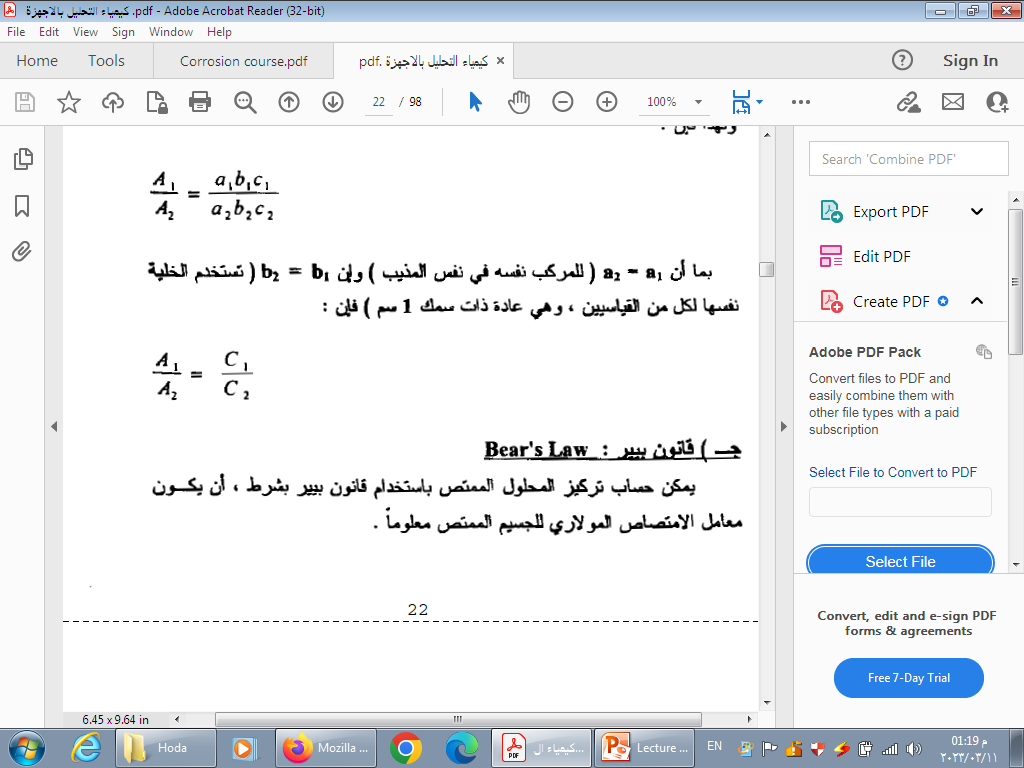 كيمياء التحليل بالاجهزة .pdf - Adobe Acrobat Reader (32-bit)
File Edit View Sign Window Help
Home Tools Corrosion course.pdf كيمياء التحليل بالاجهزة .pdf Sign In
22 / 98 100%
ولهذا فإن :
A1/A2 = a1b1c1/a2b2c2
بما أن a2 = a1 ( للمركب نفسه في نفس المذيب ) وإن b2 = b1 ( تستخدم الخلية
نفسها لكل من القياسيين ، وهي عادة ذات سمك 1 سم ) فإن :
A1/A2 = C1/C2
جـ ) قانون بيير : Bear's Law
يمكن حساب تركيز المحلول الممتص باستخدام قانون بيير بشرط ، أن يكـون
معامل الامتصاص المولاري للجسيم الممتص معلوماً .
22
6.45 x 9.64 in
Search 'Combine PDF'
Export PDF
Edit PDF
Create PDF
Adobe PDF Pack
Convert files to PDF and
easily combine them with
other file types with a paid
subscription
Select File to Convert to PDF
Select File
Convert, edit and e-sign PDF
forms & agreements
Free 7-Day Trial
Hoda Mozilla ... كيمياء ال... Lecture ... EN 01:19 م
٢٠٢٣/٠٣/١١